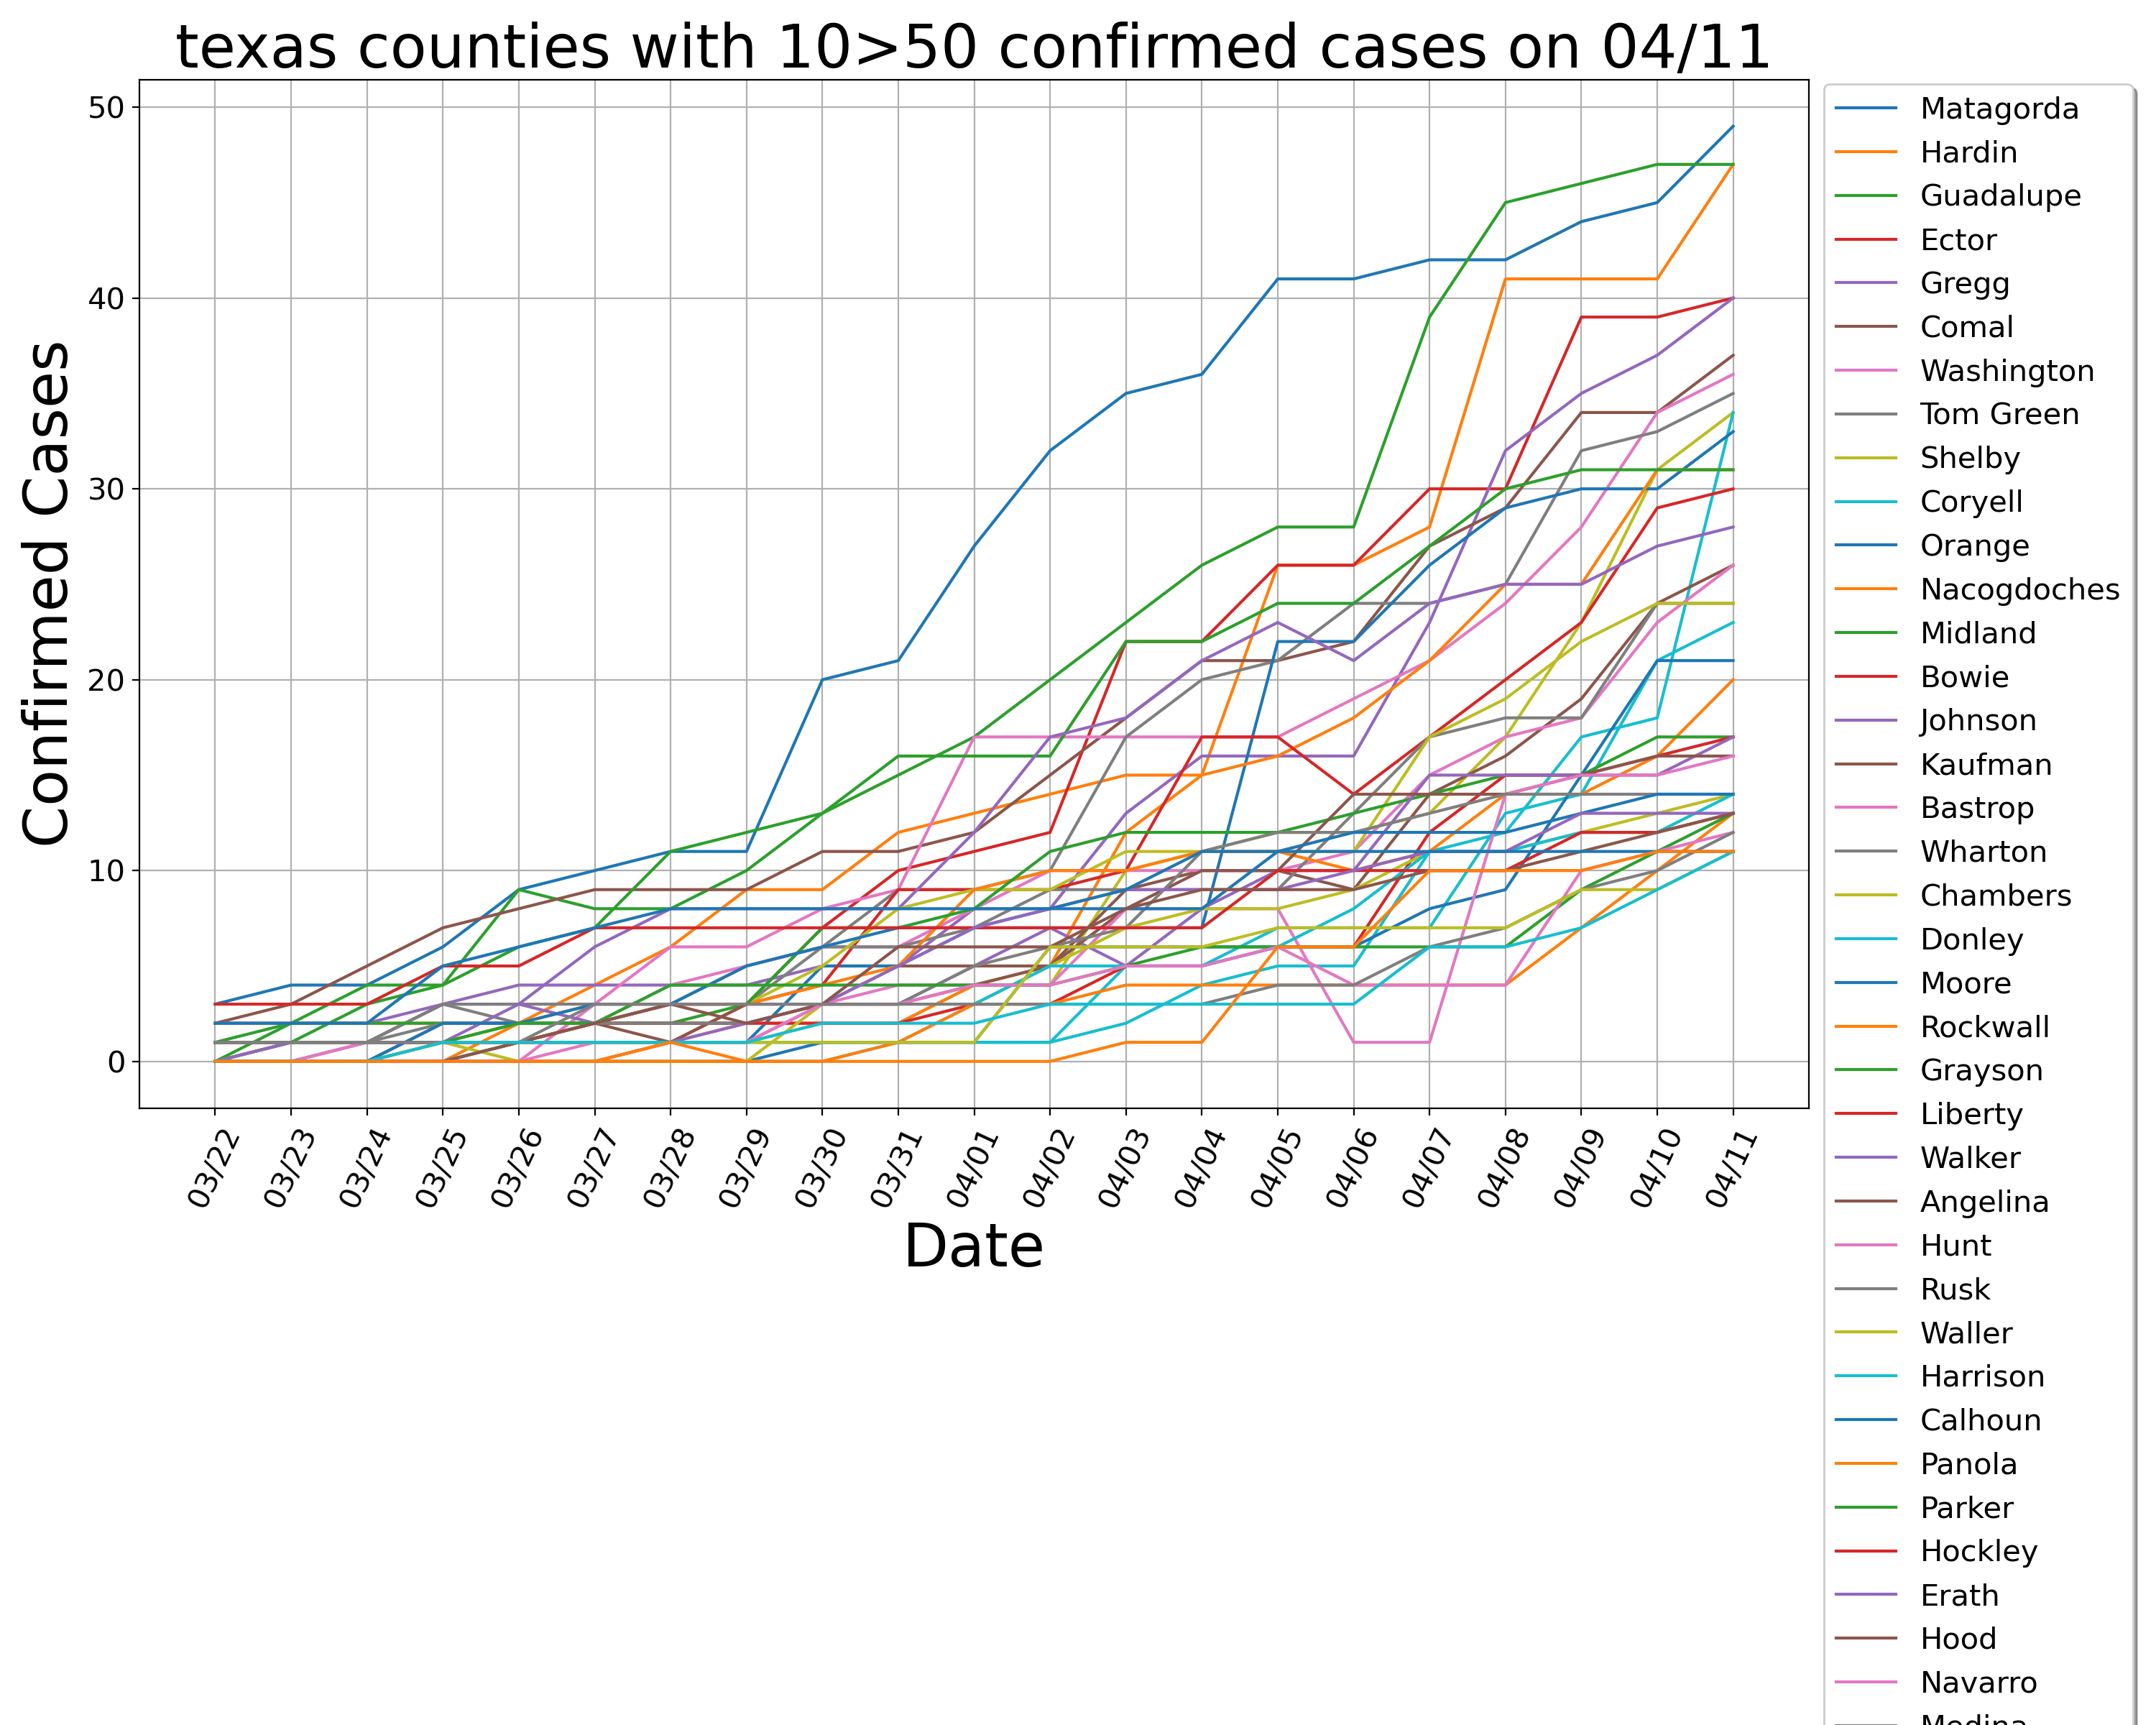 texas counties with 10>50 confirmed cases on 04/11
Confirmed Cases
50
40
30
20
10
0
03/22
03/23
03/24
03/25
03/26
03/27
03/28
03/29
03/30
03/31
04/01
04/02
04/03
04/04
04/05
04/06
04/07
04/08
04/09
04/10
04/11
Date
Matagorda
Hardin
Guadalupe
Ector
Gregg
Comal
Washington
Tom Green
Shelby
Coryell
Orange
Nacogdoches
Midland
Bowie
Johnson
Kaufman
Bastrop
Wharton
Chambers
Donley
Moore
Rockwall
Grayson
Liberty
Walker
Angelina
Hunt
Rusk
Waller
Harrison
Calhoun
Panola
Parker
Hockley
Erath
Hood
Navarro
Medina